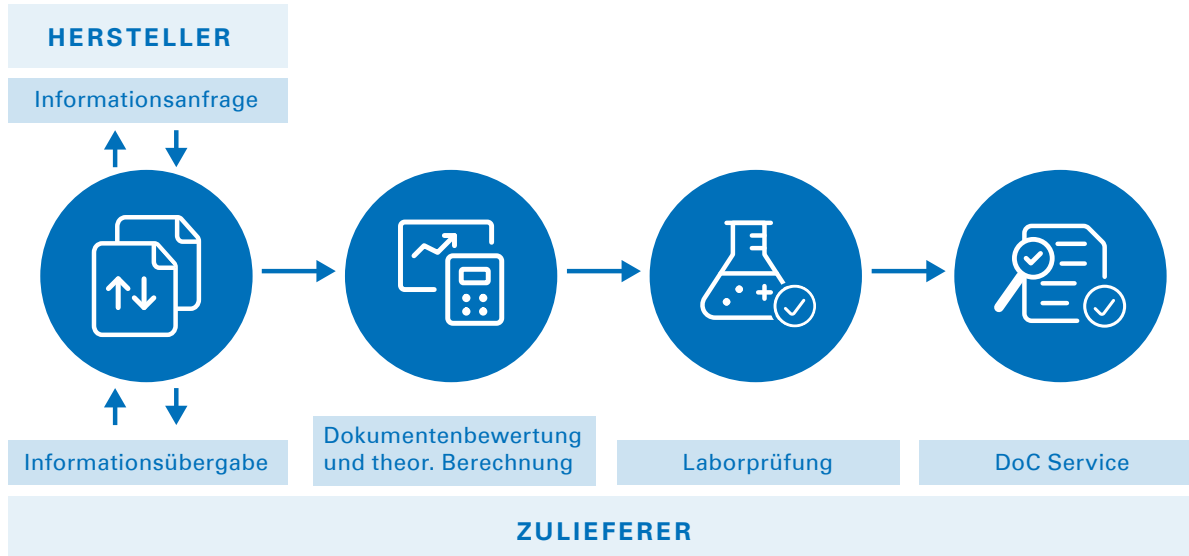 HERSTELLER
Informationsanfrage
Informationsübergabe
Dokumentenbewertung
und theor. Berechnung
Laborprüfung
DoC Service
ZULIEFERER